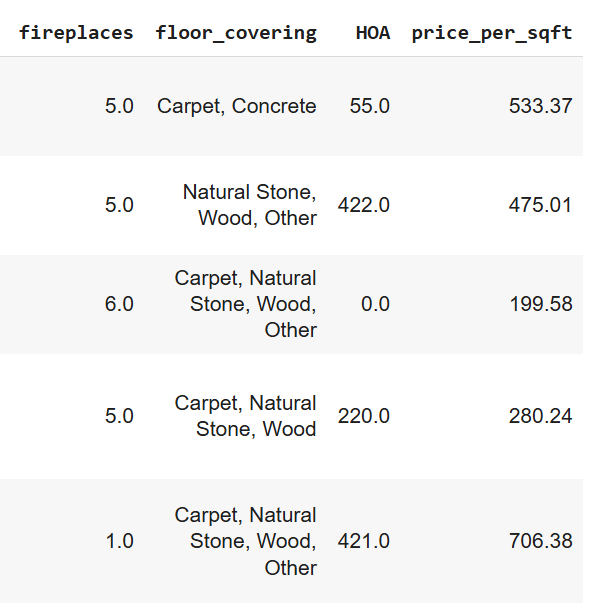 fireplaces floor_covering HOA price_per_sqft
5.0 Carpet, Concrete 55.0 533.37
5.0 Natural Stone, 422.0 475.01
Wood, Other
Carpet, Natural
6.0 Stone, Wood, 0.0 199.58
Other
5.0 Carpet, Natural 220.0 280.24
Stone, Wood
Carpet, Natural
1.0 Stone, Wood, 421.0 706.38
Other